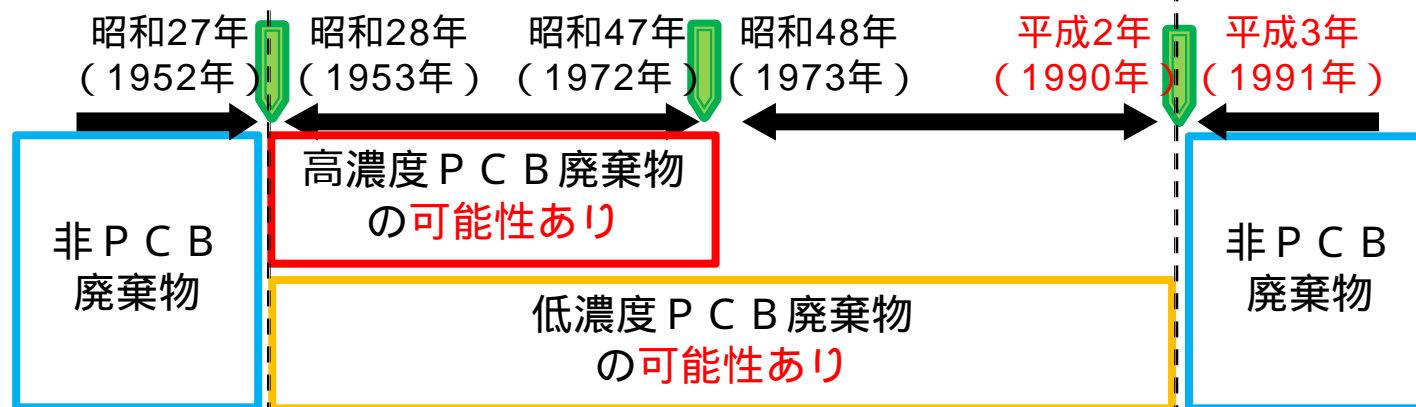 昭和27年 昭和28年 昭和47年 昭和48年 平成2年 平成3年
（1952年） （1953年） （1972年） （1973年） （1990年） （1991年）
高濃度ＰＣＢ廃棄物
の可能性あり
非ＰＣＢ
廃棄物
低濃度ＰＣＢ廃棄物
の可能性あり
非ＰＣＢ
廃棄物